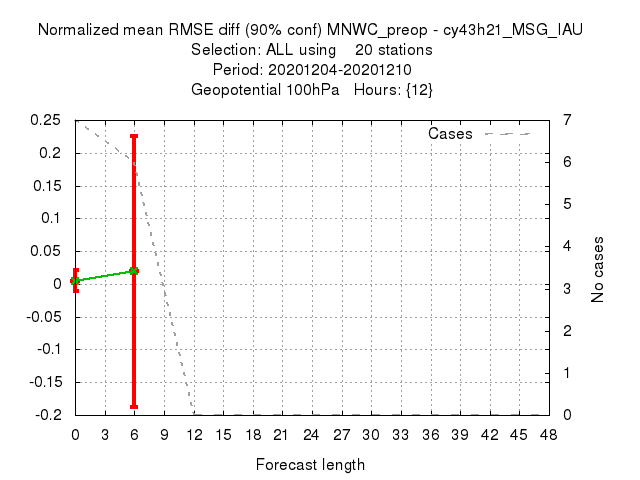 Normalized mean RMSE diff (90% conf) MNWC_preop - cy43h21_MSG_IAU
Selection: ALL using    20 stations
Period: 20201204-20201210
Geopotential 100hPa   Hours: {12}
Cases
0.25
0.2
0.15
0.1
0.05
0
-0.05
-0.1
-0.15
-0.2
7
6
5
4
3
2
1
0
No cases
0 3 6 9 12 15 18 21 24 27 30 33 36 39 42 45 48
Forecast length